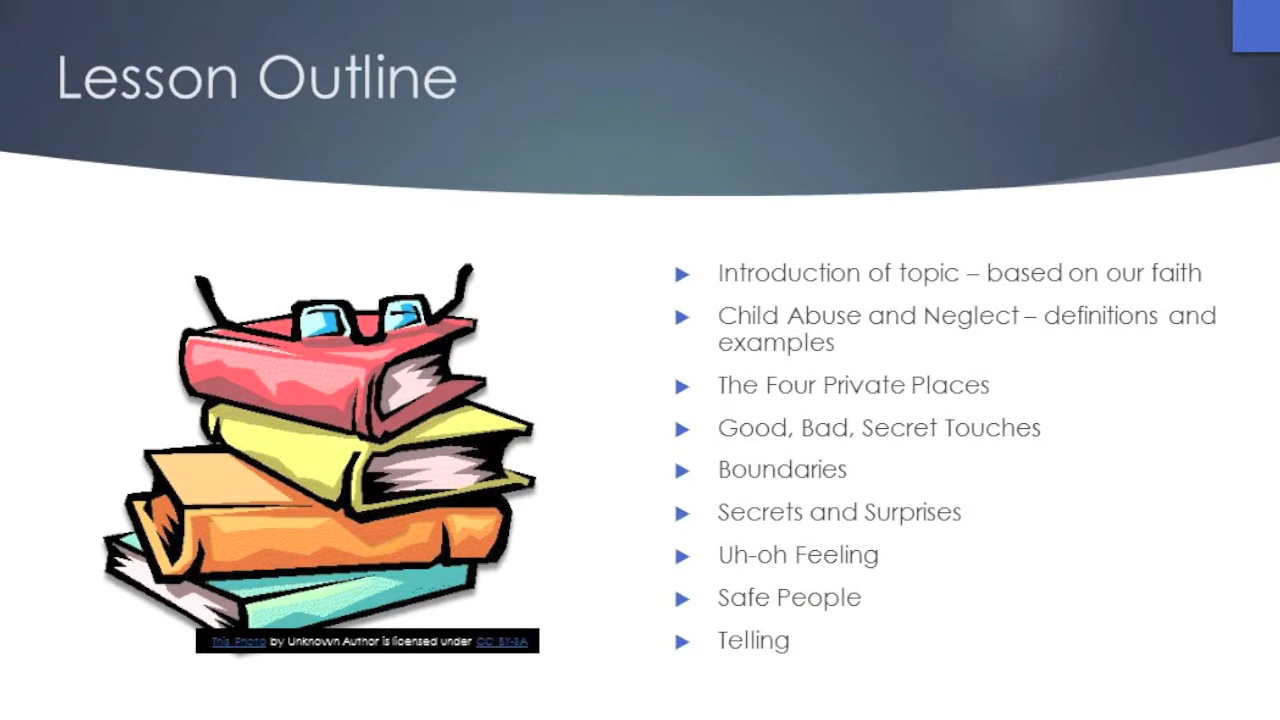 Lesson Outline
Introduction of topic – based on our faith
Child Abuse and Neglect – definitions and
examples
The Four Private Places
Good, Bad, Secret Touches
Boundaries
Secrets and Surprises
Uh-oh Feeling
Safe People
Telling
This Photo by Unknown Author is licensed under CC BY-SA